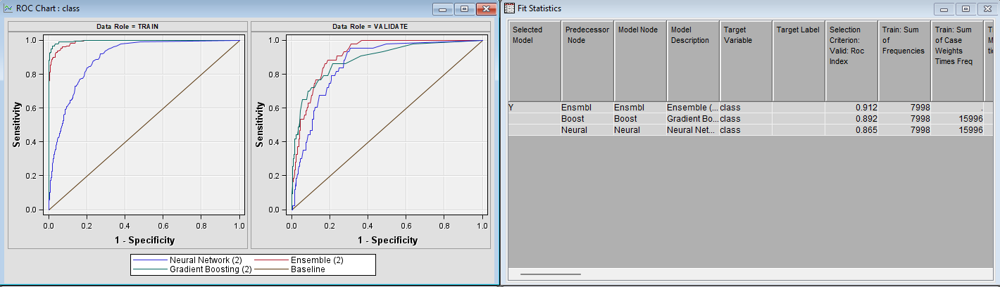 ROC Chart : class
Data Role = TRAIN
Data Role = VALIDATE
Sensitivity
1.0
0.8
0.6
0.4
0.2
0.0
0.0 0.2 0.4 0.6 0.8 1.0
1 - Specificity
Sensitivity
1.0
0.8
0.6
0.4
0.2
0.0
0.0 0.2 0.4 0.6 0.8 1.0
1 - Specificity
Neural Network (2) Ensemble (2)
Gradient Boosting (2) Baseline
Fit Statistics
Selected Model
Predecessor Node
Model Node
Model Description
Target Variable
Target Label
Selection Criterion: Valid: Roc Index
Train: Sum of Frequencies
Train: Sum of Case Weights Times Freq
Y Ensmbl Ensmbl Ensemble (... class 0.912 7998 .
Boost Boost Gradient Bo... class 0.892 7998 15996
Neural Neural Neural Net... class 0.865 7998 15996